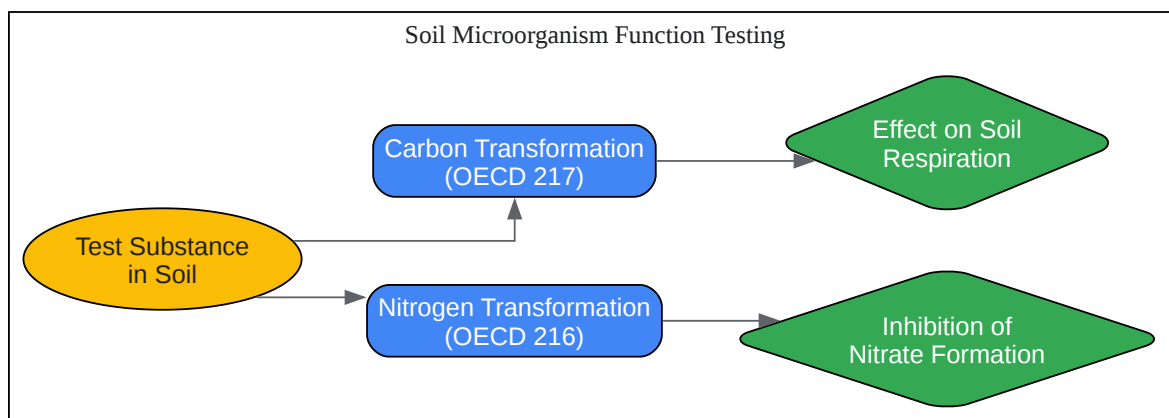 Soil Microorganism Function Testing
Effect on Soil
Respiration
Carbon Transformation
(OECD 217)
Test Substance
in Soil
Nitrogen Transformation
(OECD 216)
Inhibition of
Nitrate Formation